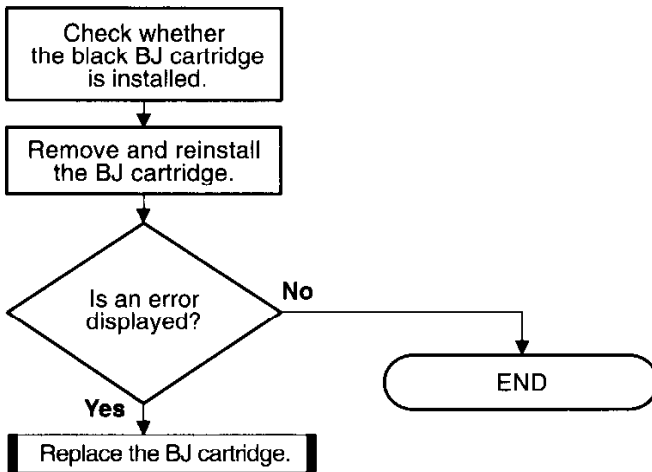 Check whether
the black BJ cartridge
is installed.
Remove and reinstall
the BJ cartridge.
Is an error
displayed?
No
END
Yes
Replace the BJ cartridge.